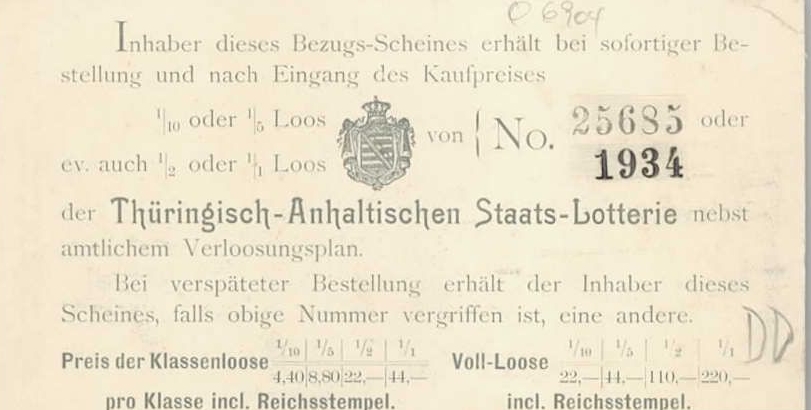 O 6904
Inhaber dieses Bezugs-Scheines erhält bei sofortiger Be-
stellung und nach Eingang des Kaufpreises
1/10 oder 1/5 Loos von { No. 25685 oder
ev. auch 1/2 oder 1/1 Loos 1934
der Thüringisch-Anhaltischen Staats-Lotterie nebst
amtlichem Verloosungsplan.
Bei verspäteter Bestellung erhält der Inhaber dieses
Scheines, falls obige Nummer vergriffen ist, eine andere.
Preis der Klassenloose 1/10 | 1/5 | 1/2 | 1/1 Voll-Loose 1/10 | 1/5 | 1/2 | 1/1 DD
4,40|8,80|22,—|44,— 22,—|44,—|110,—|220,—
pro Klasse incl. Reichsstempel. incl. Reichsstempel.